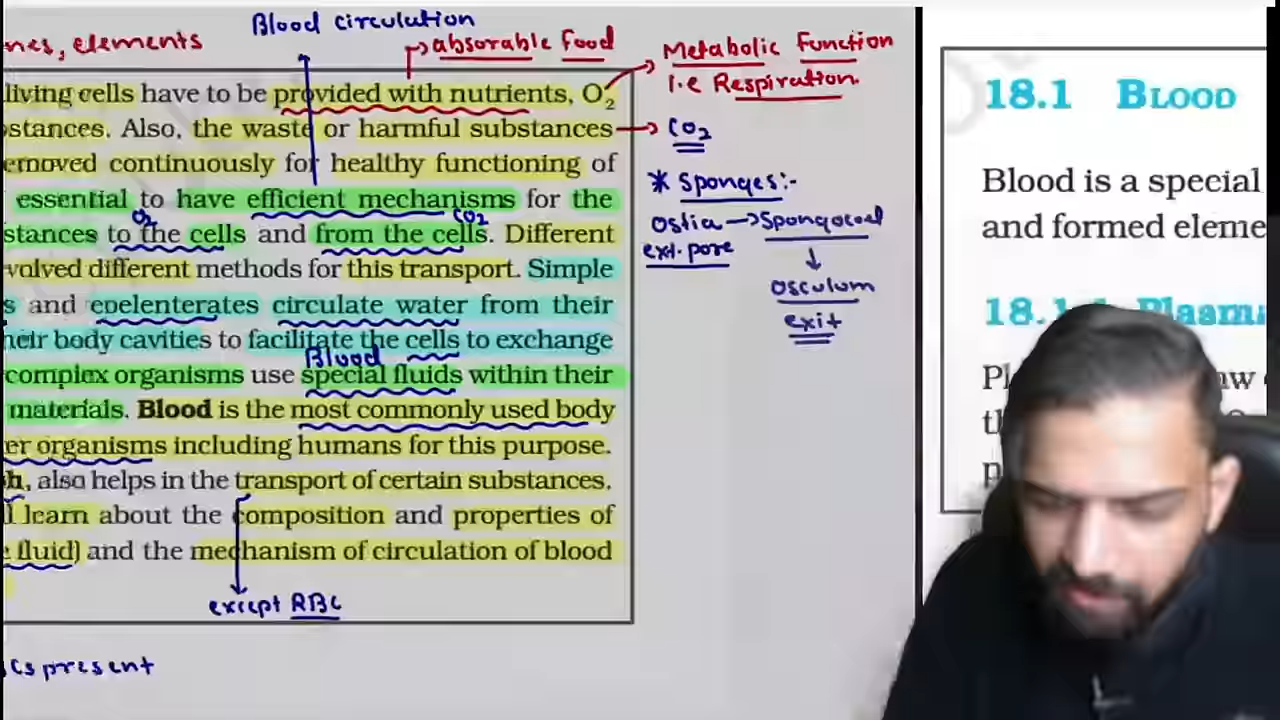 Blood circulation
nes, elements
absorable Food
Metabolic Function
i.e Respiration.
living cells have to be provided with nutrients, O2
CO2
stances. Also, the waste or harmful substances
emoved continuously for healthy functioning of
essential to have efficient mechanisms for the
O2 CO2
stances to the cells and from the cells. Different
volved different methods for this transport. Simple
s and coelenterates circulate water from their
heir body cavities to facilitate the cells to exchange
Blood
complex organisms use special fluids within their
materials. Blood is the most commonly used body
er organisms including humans for this purpose.
h, also helps in the transport of certain substances.
l learn about the composition and properties of
e fluid) and the mechanism of circulation of blood
except RBC
cs present
* Sponges:-
Ostia → Spongocoel
ext. pore
osculum
exit
18.1 BLOOD
Blood is a special
and formed eleme
18.1.1 Plasma